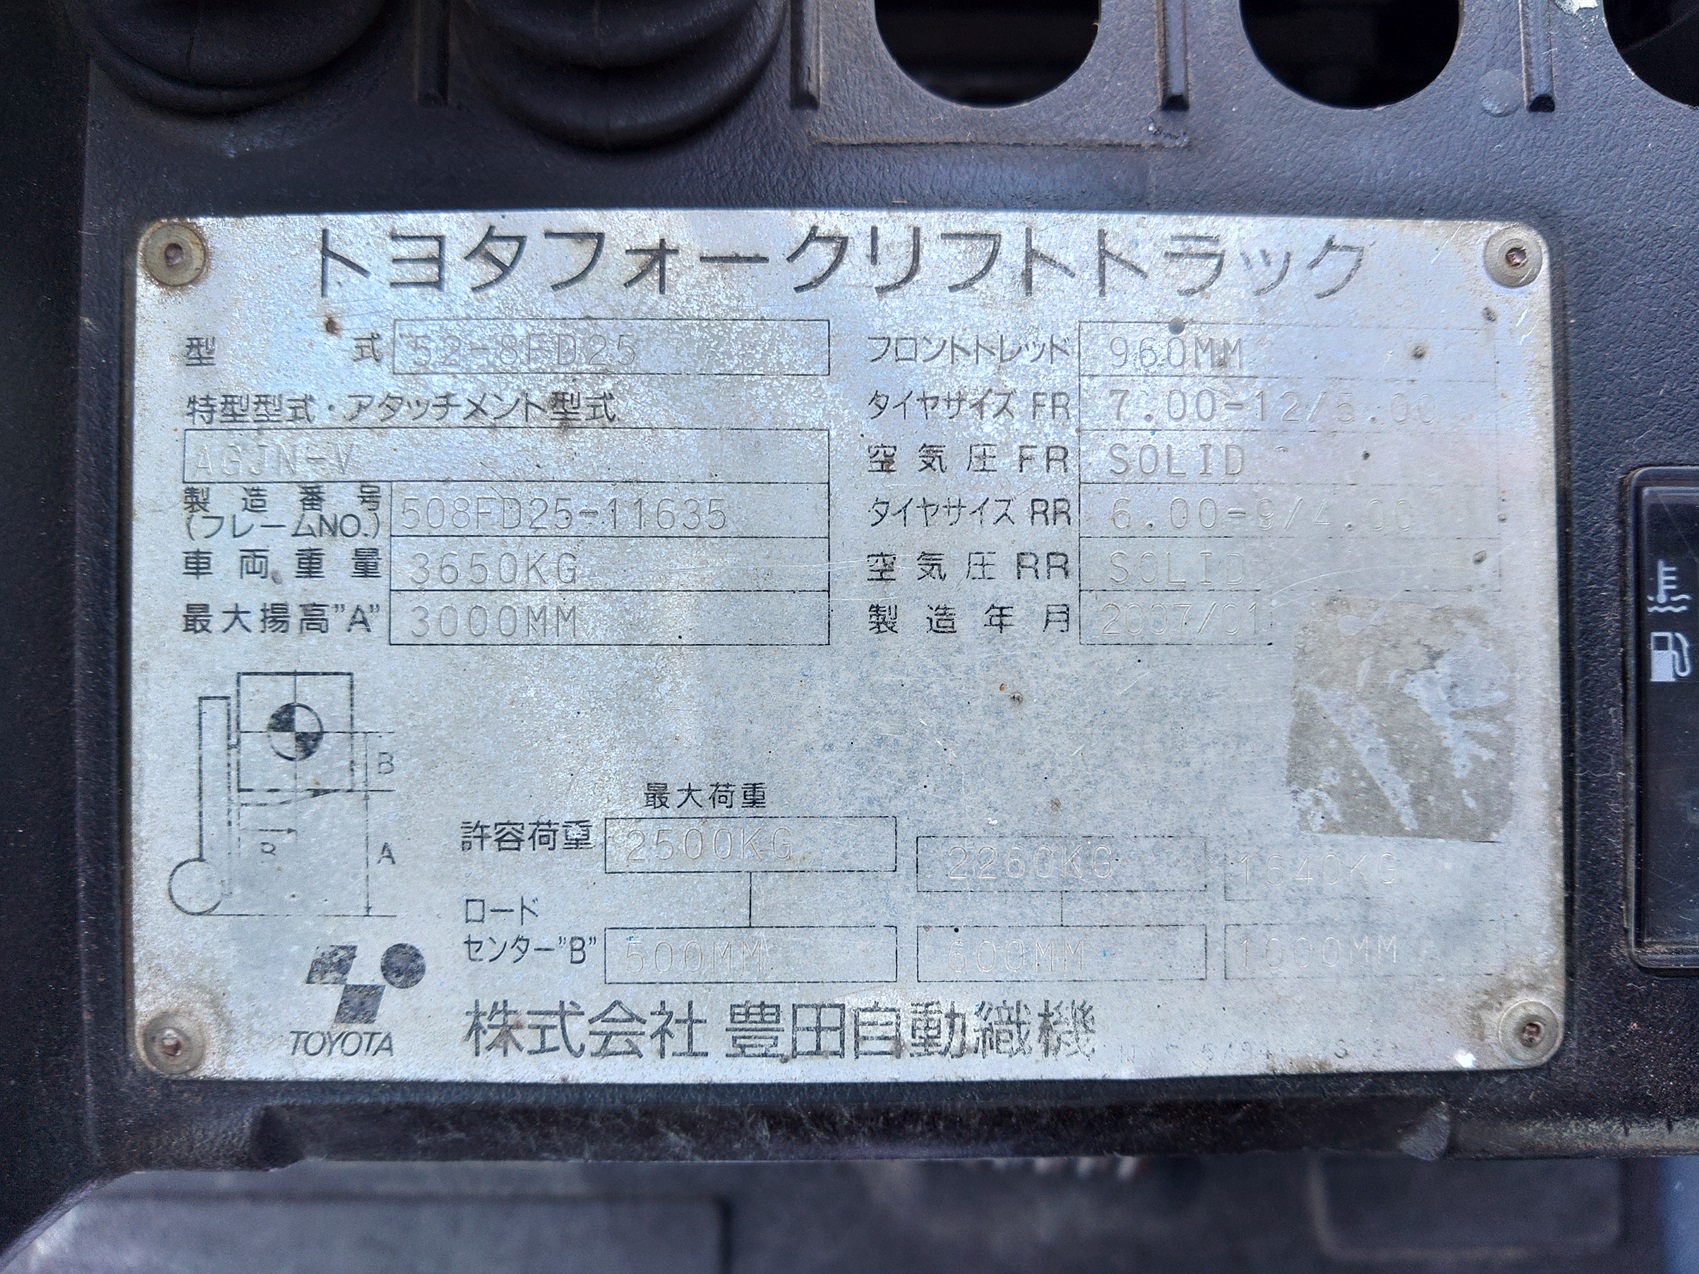 トヨタフォークリフトトラック
型式 52-8FD25
特型型式・アタッチメント型式
AGJN-V
製造番号 508FD25-11635
(フレームNO.)
車両重量 3650KG
最大揚高"A" 3000MM
フロントトレッド 960MM
タイヤサイズ FR 7.00-12/5.00
空気圧 FR SOLID
タイヤサイズ RR 6.00-9/4.00
空気圧 RR SOLID
製造年月 2007/01
B
B
A
最大荷重
許容荷重 2500KG 2260KG 1540KG
ロード
センター"B" 500MM 600MM 1000MM
TOYOTA
株式会社 豊田自動織機